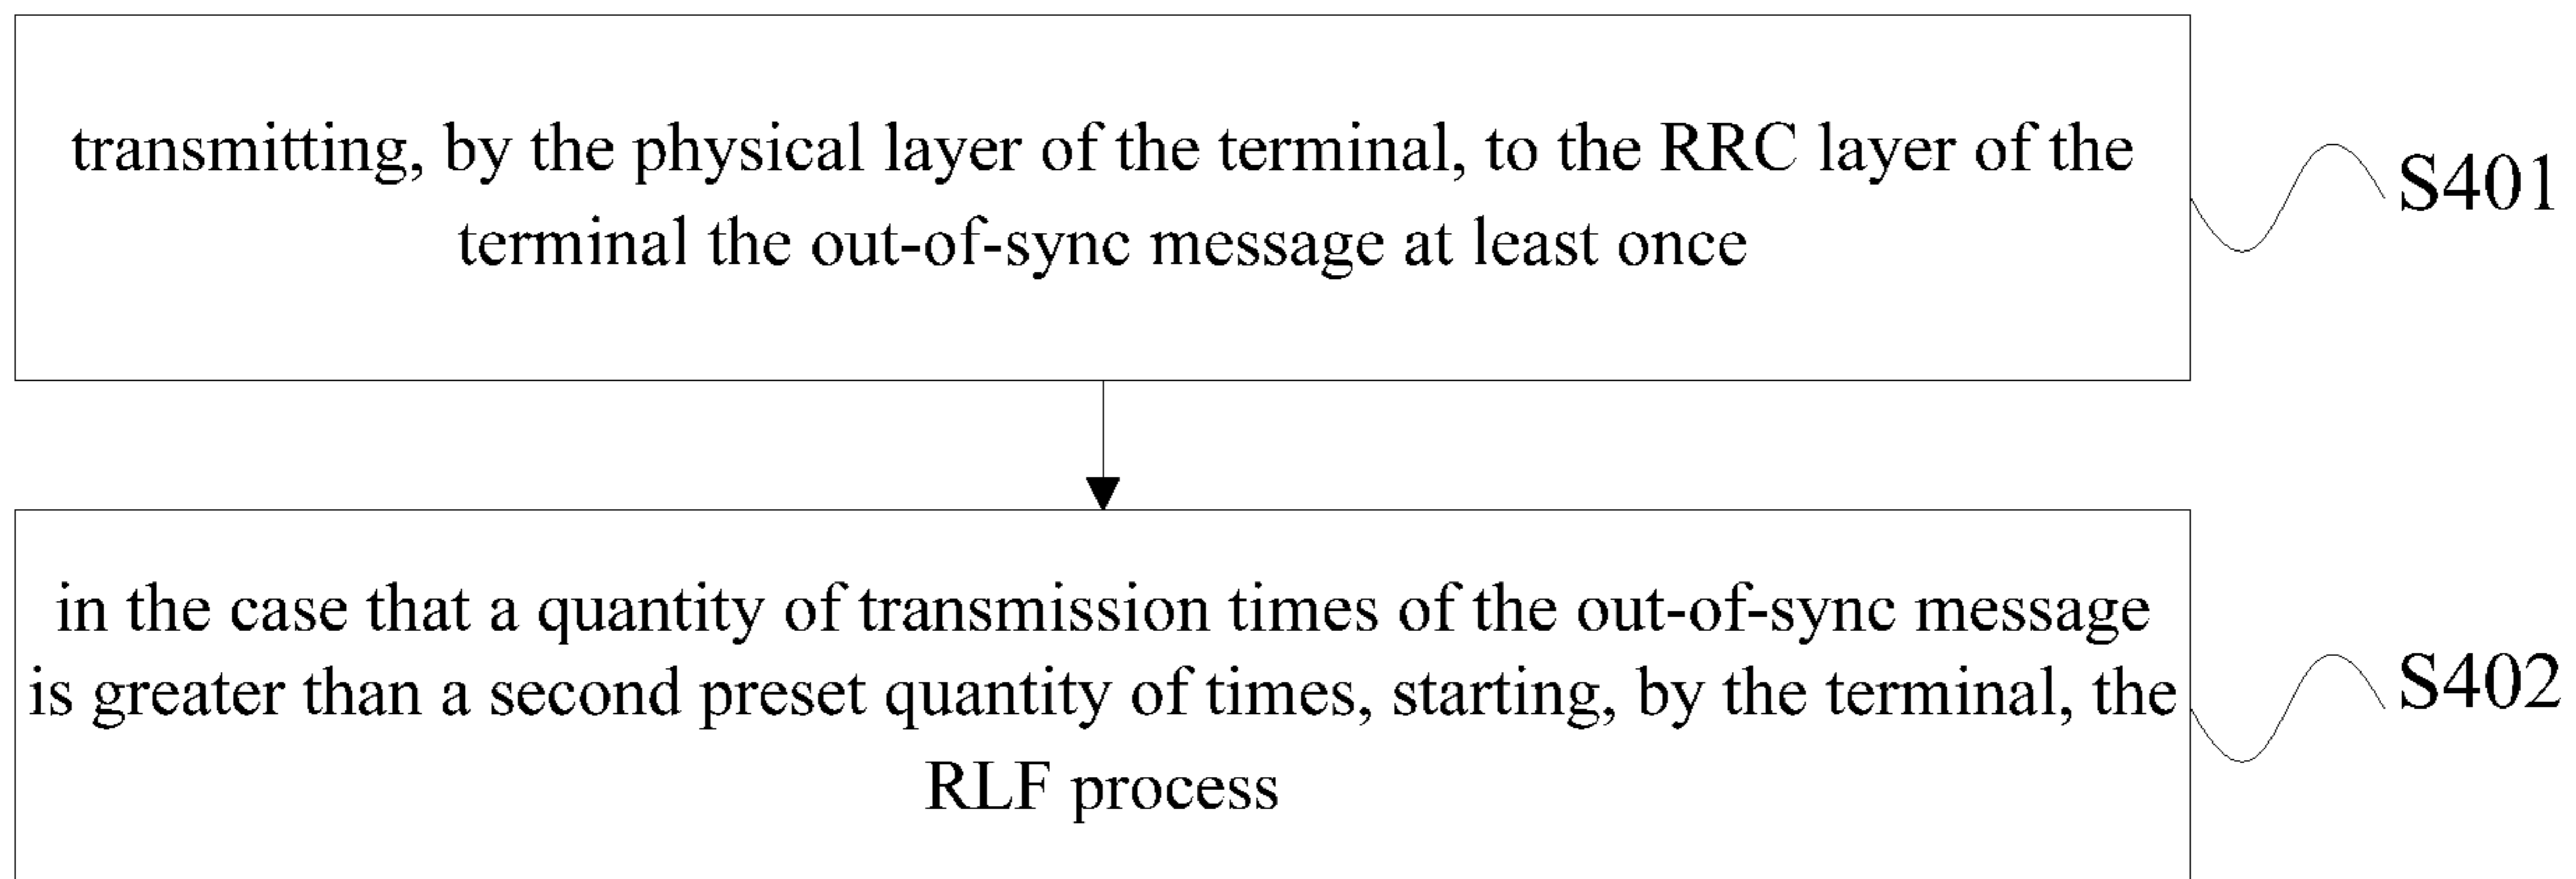 transmitting, by the physical layer of the terminal, to the RRC layer of the
terminal the out-of-sync message at least once
S401
in the case that a quantity of transmission times of the out-of-sync message
is greater than a second preset quantity of times, starting, by the terminal, the
RLF process
S402